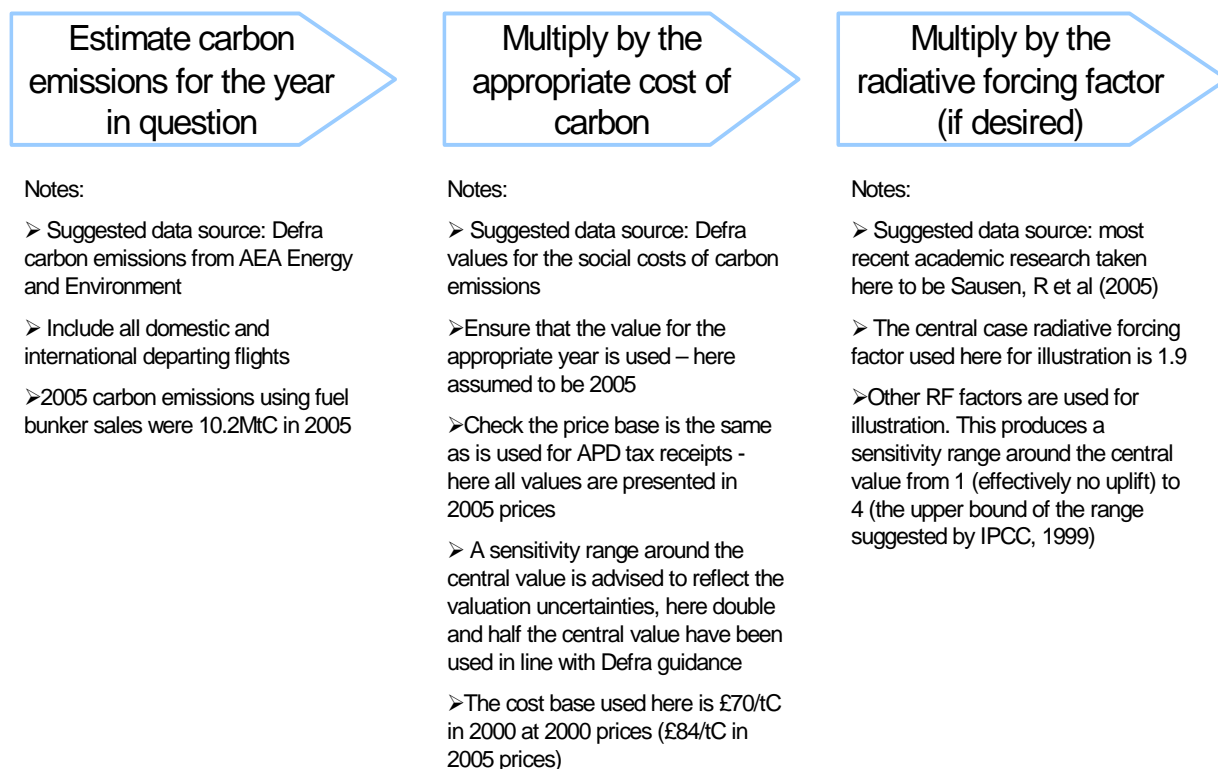 Estimate carbon
emissions for the year
in question
Notes:
➢ Suggested data source: Defra
carbon emissions from AEA Energy
and Environment
➢ Include all domestic and
international departing flights
➢2005 carbon emissions using fuel
bunker sales were 10.2MtC in 2005
Multiply by the
appropriate cost of
carbon
Notes:
➢ Suggested data source: Defra
values for the social costs of carbon
emissions
➢Ensure that the value for the
appropriate year is used – here
assumed to be 2005
➢Check the price base is the same
as is used for APD tax receipts -
here all values are presented in
2005 prices
➢ A sensitivity range around the
central value is advised to reflect the
valuation uncertainties, here double
and half the central value have been
used in line with Defra guidance
➢The cost base used here is £70/tC
in 2000 at 2000 prices (£84/tC in
2005 prices)
Multiply by the
radiative forcing factor
(if desired)
Notes:
➢ Suggested data source: most
recent academic research taken
here to be Sausen, R et al (2005)
➢ The central case radiative forcing
factor used here for illustration is 1.9
➢Other RF factors are used for
illustration. This produces a
sensitivity range around the central
value from 1 (effectively no uplift) to
4 (the upper bound of the range
suggested by IPCC, 1999)